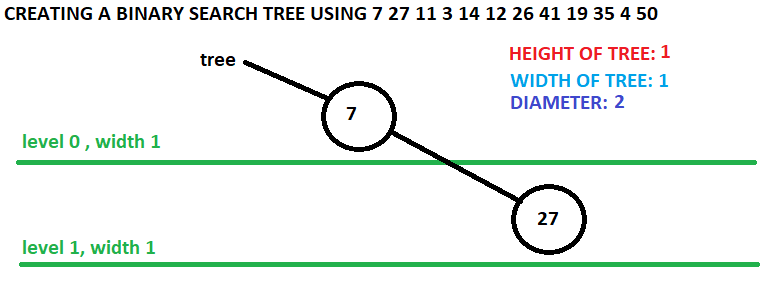 CREATING A BINARY SEARCH TREE USING 7 27 11 3 14 12 26 41 19 35 4 50
tree
HEIGHT OF TREE: 1
WIDTH OF TREE: 1
DIAMETER: 2
7
level 0 , width 1
27
level 1, width 1